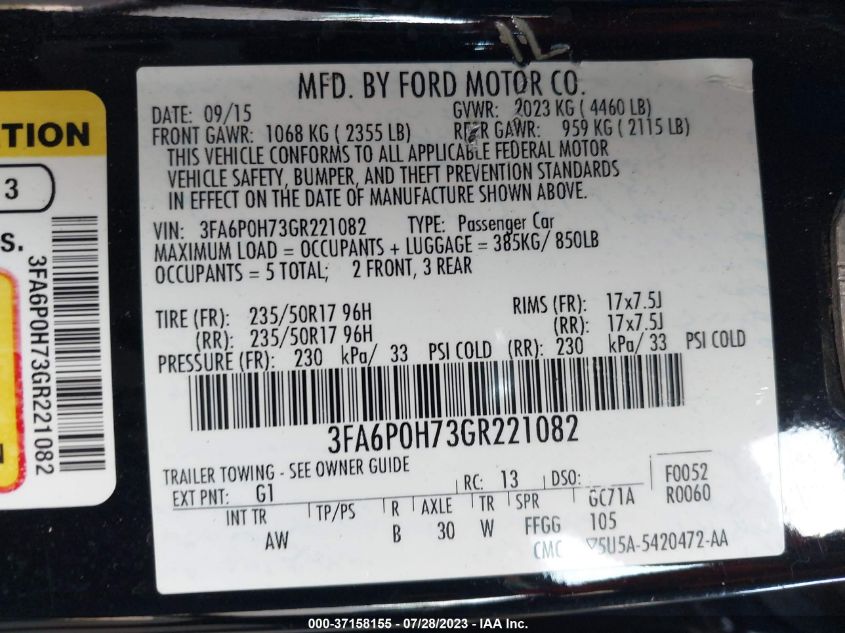 TION
3
S.
3FA6P0H73GR221082
MFD. BY FORD MOTOR CO.
DATE: 09/15 GVWR: 2023 KG ( 4460 LB)
FRONT GAWR: 1068 KG ( 2355 LB) REAR GAWR: 959 KG ( 2115 LB)
THIS VEHICLE CONFORMS TO ALL APPLICABLE FEDERAL MOTOR
VEHICLE SAFETY, BUMPER, AND THEFT PREVENTION STANDARDS
IN EFFECT ON THE DATE OF MANUFACTURE SHOWN ABOVE.
VIN: 3FA6P0H73GR221082 TYPE: Passenger Car
MAXIMUM LOAD = OCCUPANTS + LUGGAGE = 385KG/ 850LB
OCCUPANTS = 5 TOTAL; 2 FRONT, 3 REAR
TIRE (FR): 235/50R17 96H RIMS (FR): 17x7.5J
(RR): 235/50R17 96H (RR): 17x7.5J
PRESSURE (FR): 230 kPa/ 33 PSI COLD (RR): 230 kPa/ 33 PSI COLD
3FA6P0H73GR221082
TRAILER TOWING - SEE OWNER GUIDE
EXT PNT: G1 RC: 13 DSO: F0052
INT TR TP/PS R AXLE TR SPR GC71A R0060
AW B 30 W FFGG 105
CMC 75U5A-5420472-AA
000-37158155 - 07/28/2023 - IAA Inc.